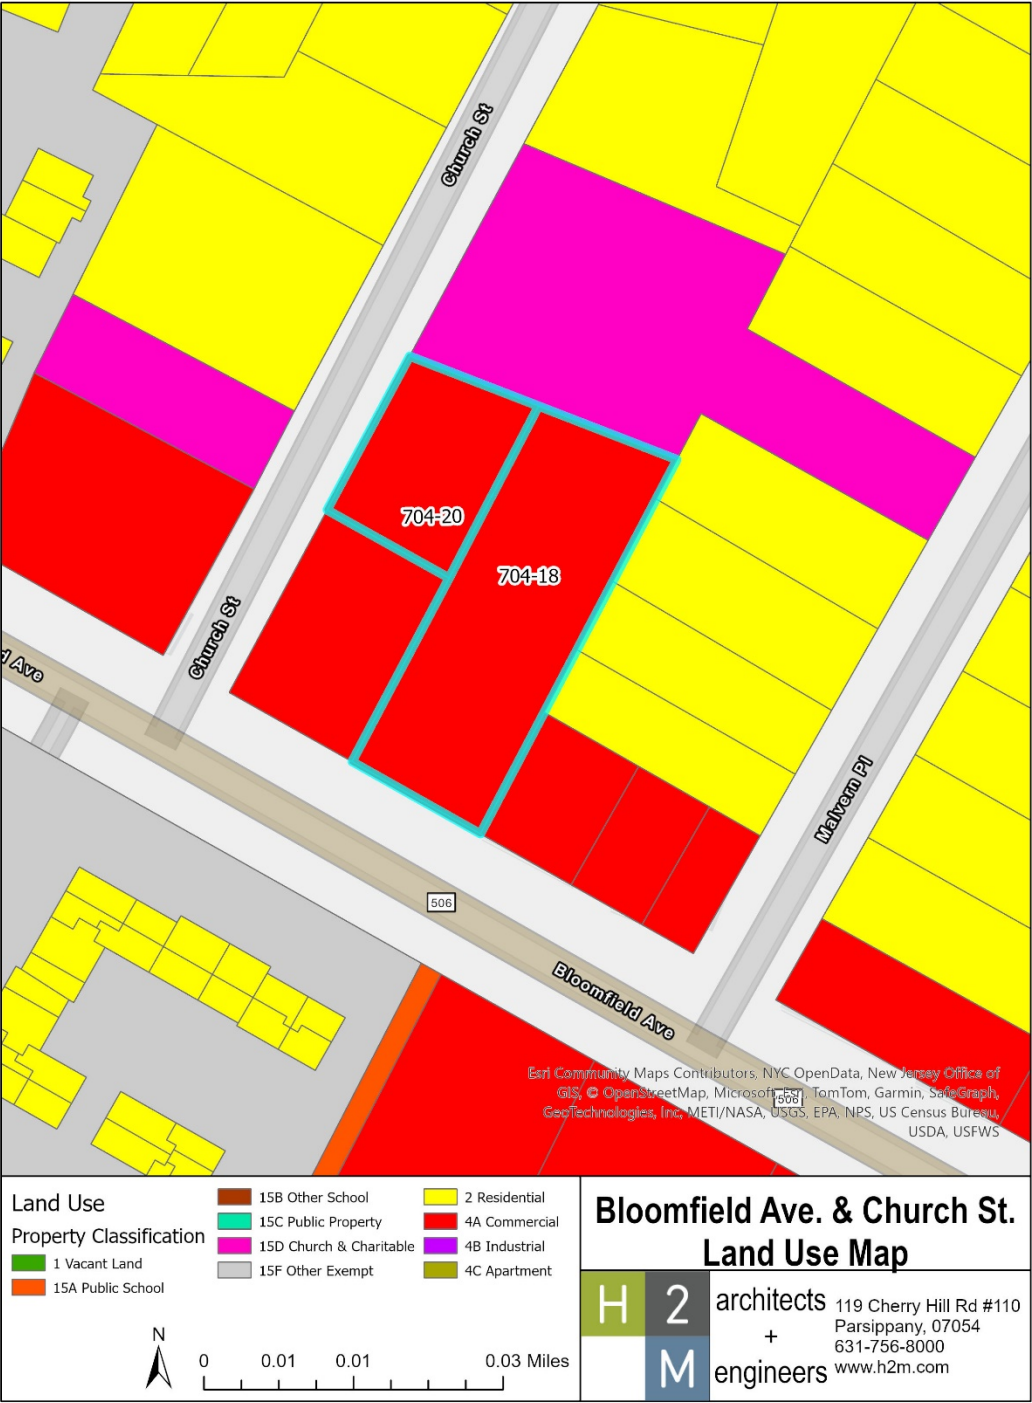 Church St
704-20
704-18
Church St
d Ave
Malvern Pl
506
Bloomfield Ave
Esri Community Maps Contributors, NYC OpenData, New Jersey Office of
GIS, © OpenStreetMap, Microsoft, Esri, TomTom, Garmin, SafeGraph,
506
GeoTechnologies, Inc, METI/NASA, USGS, EPA, NPS, US Census Bureau,
USDA, USFWS
Land Use
Property Classification
1 Vacant Land
15A Public School
15B Other School
15C Public Property
15D Church & Charitable
15F Other Exempt
2 Residential
4A Commercial
4B Industrial
4C Apartment
N
0 0.01 0.01 0.03 Miles
Bloomfield Ave. & Church St.
Land Use Map
H2M
architects
+
engineers
119 Cherry Hill Rd #110
Parsippany, 07054
631-756-8000
www.h2m.com